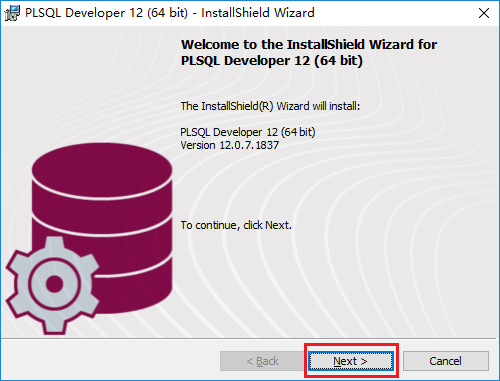 PLSQL Developer 12 (64 bit) - InstallShield Wizard
Welcome to the InstallShield Wizard for
PLSQL Developer 12 (64 bit)
The InstallShield(R) Wizard will install:
PLSQL Developer 12 (64 bit)
Version 12.0.7.1837
To continue, click Next.
< Back
Next >
Cancel